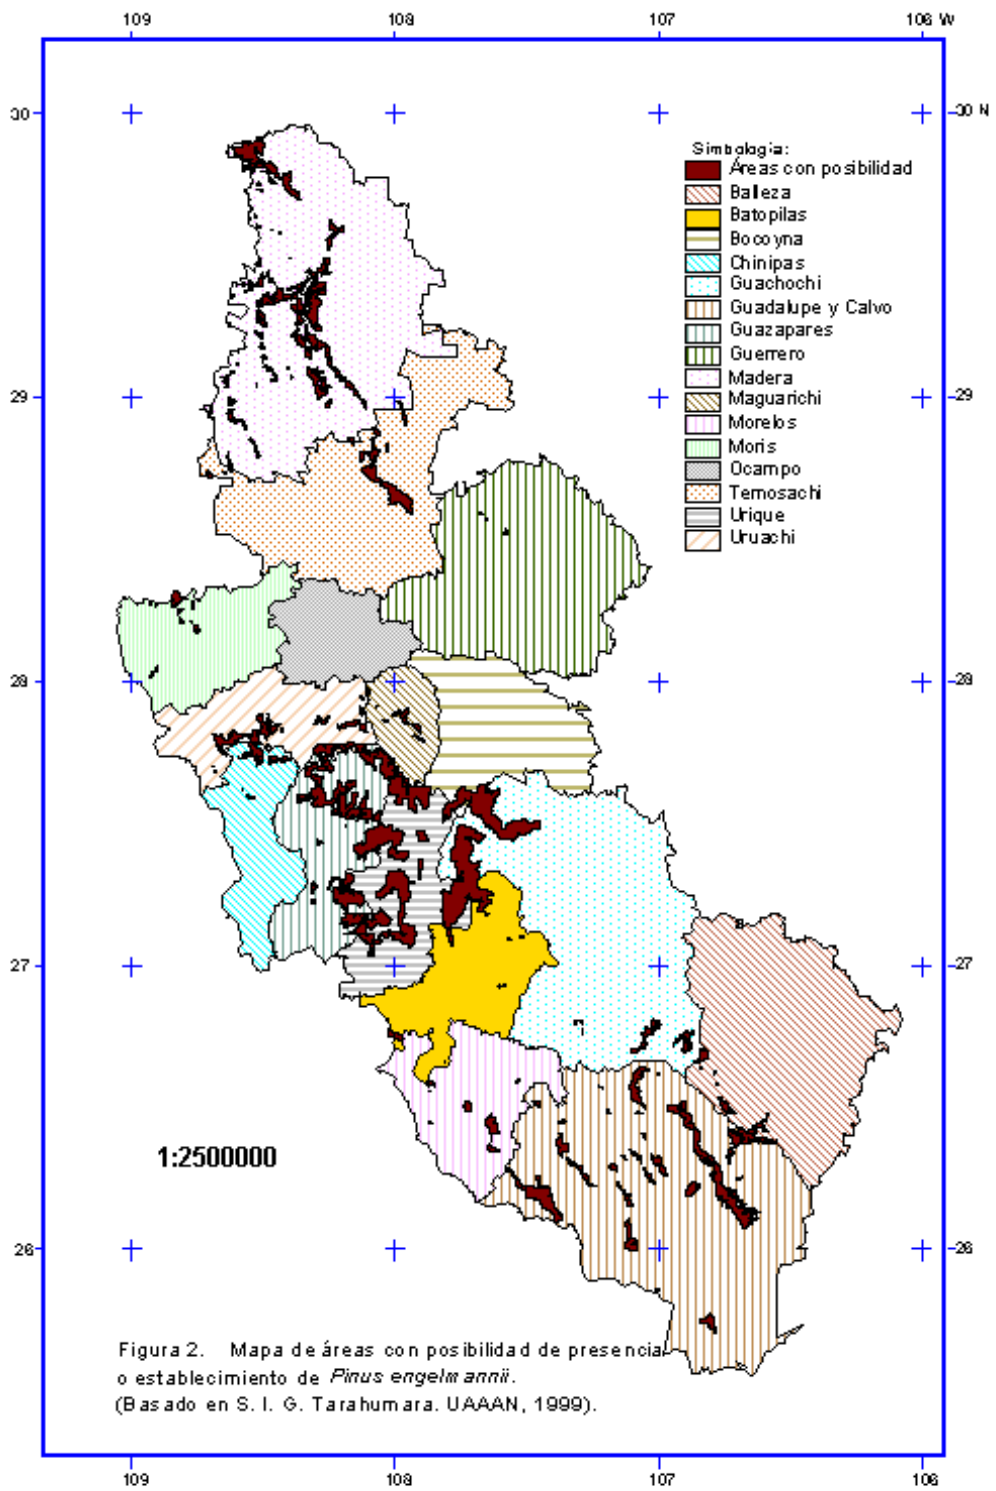 109 108 107 106 W
30 30 N
Simbología:
Áreas con posibilidad
Balleza
Batopilas
Bocoyna
Chinipas
Guachochi
Guadalupe y Calvo
Guazapares
Guerrero
Madera
Maguarichi
Morelos
Moris
Ocampo
Temosachi
Urique
Uruachi
29 29
28 28
27 27
1:2500000
26 26
Figura 2. Mapa de áreas con posibilidad de presencia
o establecimiento de Pinus engelmannii.
(Basado en S. I. G. Tarahumara. UAAAN, 1999).
109 108 107 106